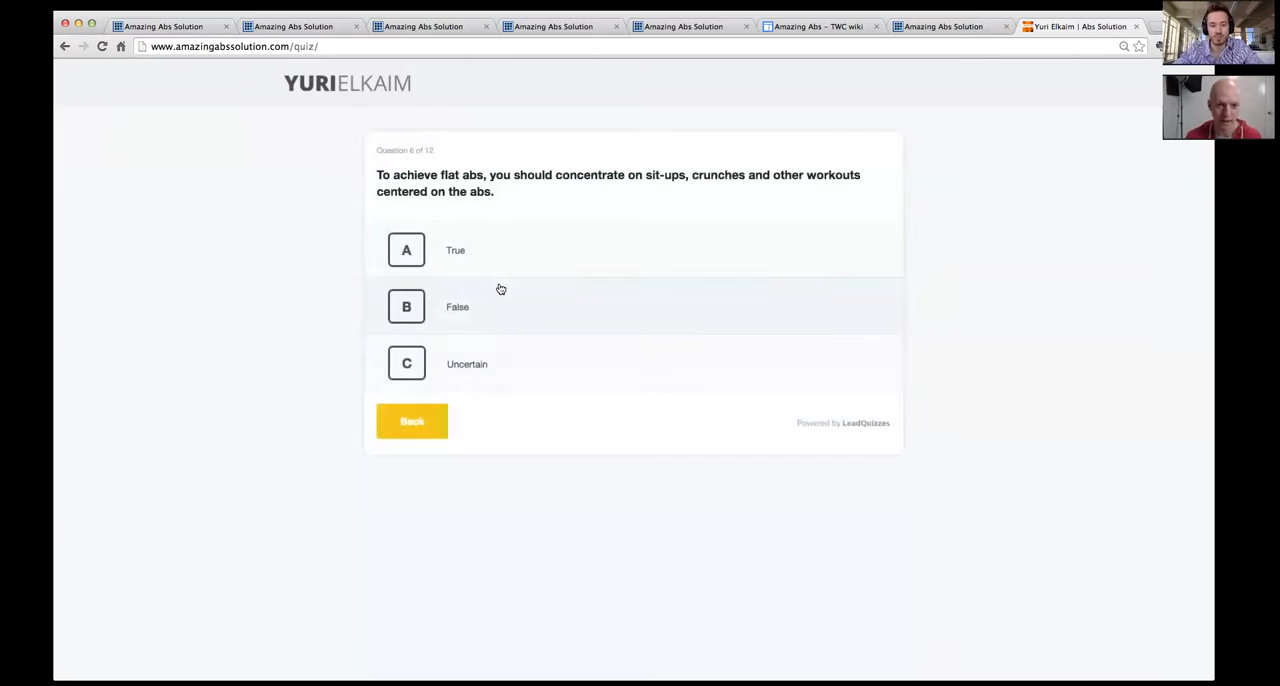 Amazing Abs Solution
Amazing Abs Solution
Amazing Abs Solution
Amazing Abs Solution
Amazing Abs Solution
Amazing Abs – TWC wiki
Amazing Abs Solution
Yuri Elkaim | Abs Solution
www.amazingabssolution.com/quiz/
YURIELKAIM
Question 6 of 12
To achieve flat abs, you should concentrate on sit-ups, crunches and other workouts
centered on the abs.
A True
B False
C Uncertain
Back
Powered by LeadQuizzes